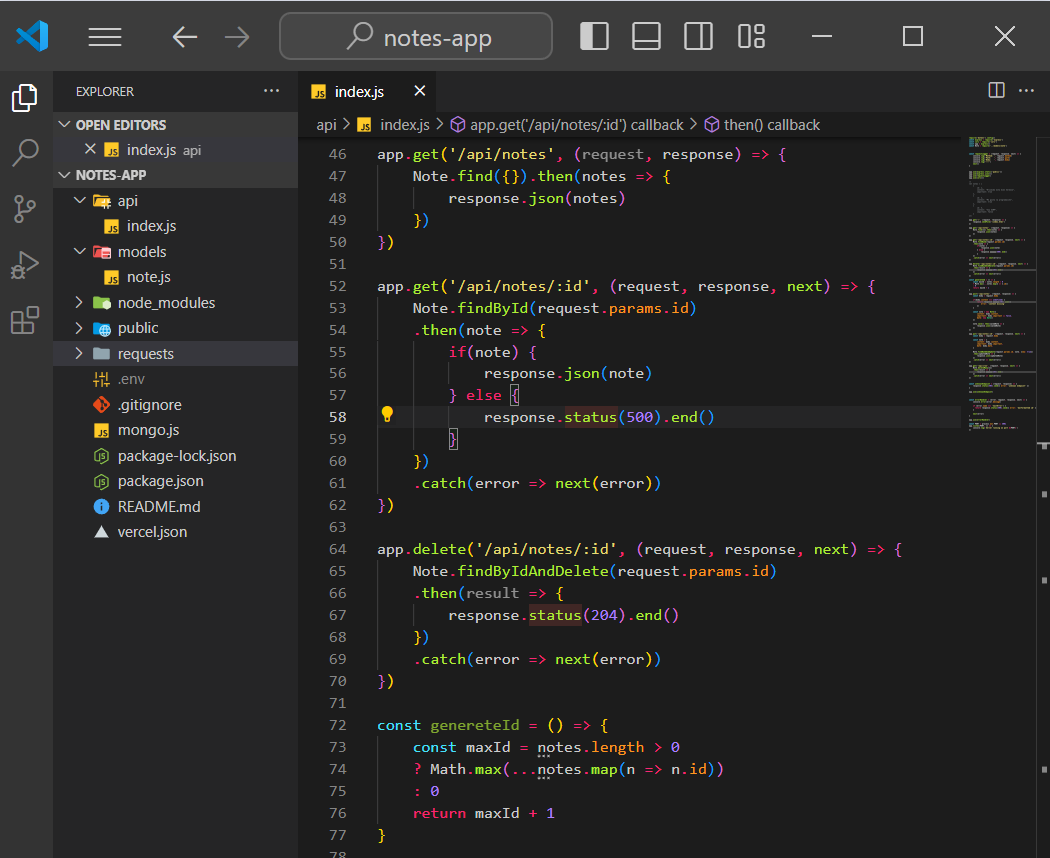 notes-app
EXPLORER
OPEN EDITORS
index.js api
NOTES-APP
api
index.js
models
note.js
node_modules
public
requests
.env
.gitignore
mongo.js
package-lock.json
package.json
README.md
vercel.json
index.js
api > index.js > app.get('/api/notes/:id') callback > then() callback
46 app.get('/api/notes', (request, response) => {
47 Note.find({}).then(notes => {
48 response.json(notes)
49 })
50 })
51
52 app.get('/api/notes/:id', (request, response, next) => {
53 Note.findById(request.params.id)
54 .then(note => {
55 if(note) {
56 response.json(note)
57 } else {
58 response.status(500).end()
59 }
60 })
61 .catch(error => next(error))
62 })
63
64 app.delete('/api/notes/:id', (request, response, next) => {
65 Note.findByIdAndDelete(request.params.id)
66 .then(result => {
67 response.status(204).end()
68 })
69 .catch(error => next(error))
70 })
71
72 const genereteId = () => {
73 const maxId = notes.length > 0
74 ? Math.max(...notes.map(n => n.id))
75 : 0
76 return maxId + 1
77 }
78